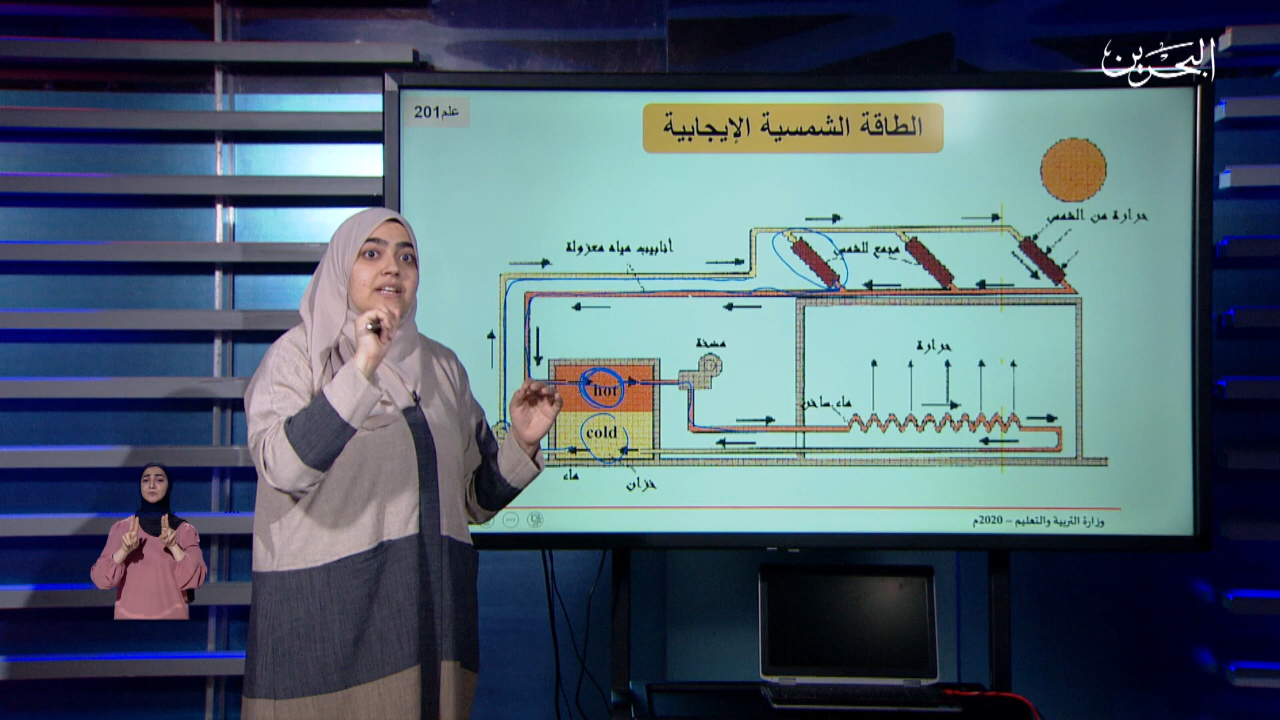 البحرين
علم201
الطاقة الشمسية الإيجابية
حرارة من الشمس
أنابيب مياه معزولة
مجمع للشمس
مضخة
حرارة
hot
ماء ساخن
cold
ماء
خزان
وزارة التربية والتعليم – 2020م